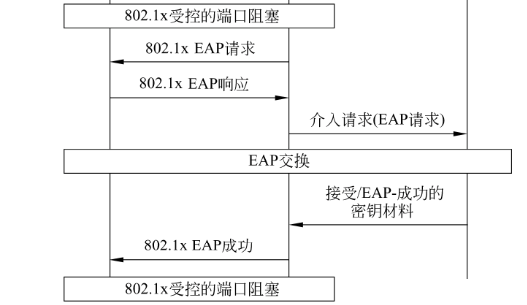 802.1x受控的端口阻塞
802.1x EAP请求
802.1x EAP响应
介入请求(EAP请求)
EAP交换
接受/EAP-成功的
密钥材料
802.1x EAP成功
802.1x受控的端口阻塞